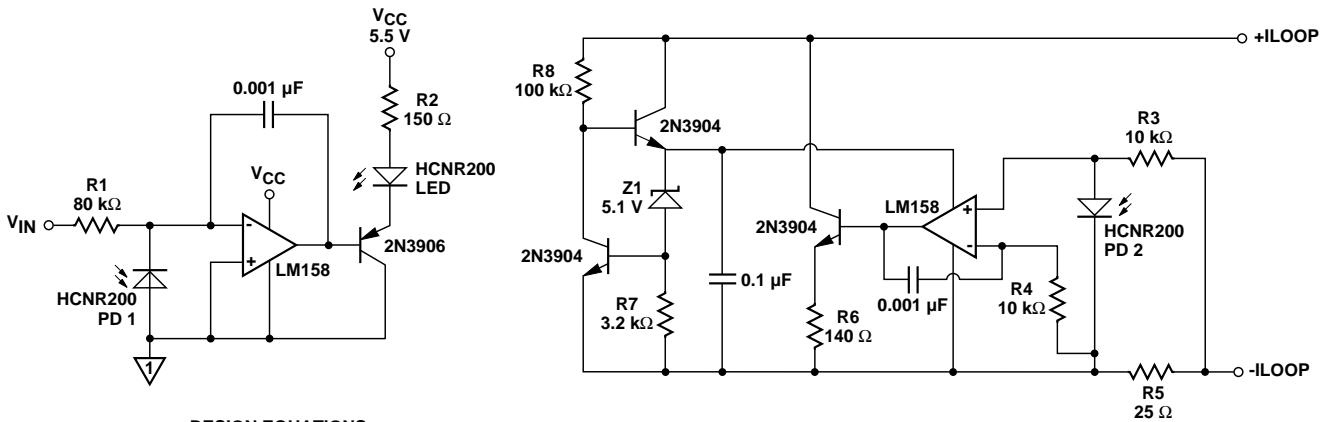 VCC
5.5 V
0.001 µF
R2
150 Ω
HCNR200
LED
VCC
R1
80 kΩ
VIN
-
+
LM158
2N3906
HCNR200
PD 1
1
+ILOOP
R8
100 kΩ
2N3904
R3
10 kΩ
Z1
5.1 V
LM158
+
-
2N3904
HCNR200
PD 2
2N3904
0.1 µF
0.001 µF
R4
10 kΩ
R7
3.2 kΩ
R6
140 Ω
-ILOOP
R5
25 Ω